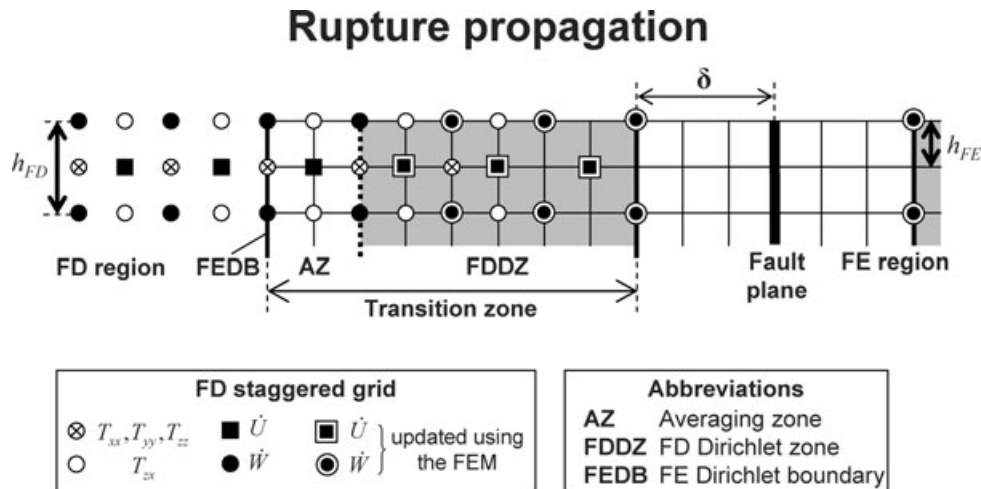 Rupture propagation
δ
h_FD
h_FE
FD region
FEDB
AZ
FDDZ
Fault plane
FE region
Transition zone
FD staggered grid
T_xx, T_yy, T_zz
U̇
U̇
T_zx
Ẇ
Ẇ
updated using
the FEM
Abbreviations
AZ Averaging zone
FDDZ FD Dirichlet zone
FEDB FE Dirichlet boundary